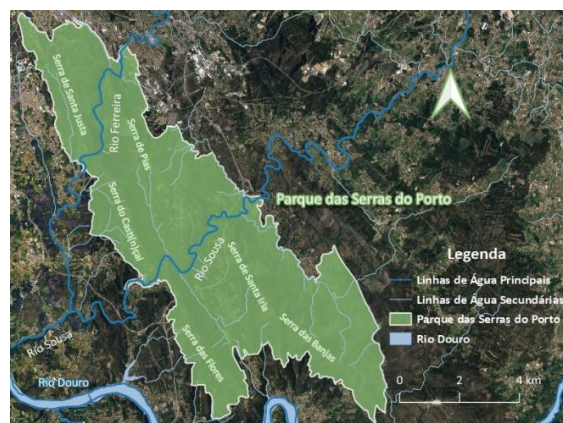 Serra de Santa Justa
Rio Ferreira
Serra de Pias
Parque das Serras do Porto
Serra do Casti(n)çal
Rio Sousa
Serra de Santa Iria
Serra das Banjas
Serra das Flores
Rio Sousa
Rio Douro
Legenda
Linhas de Água Principais
Linhas de Água Secundárias
Parque das Serras do Porto
Rio Douro
0 2 4 km